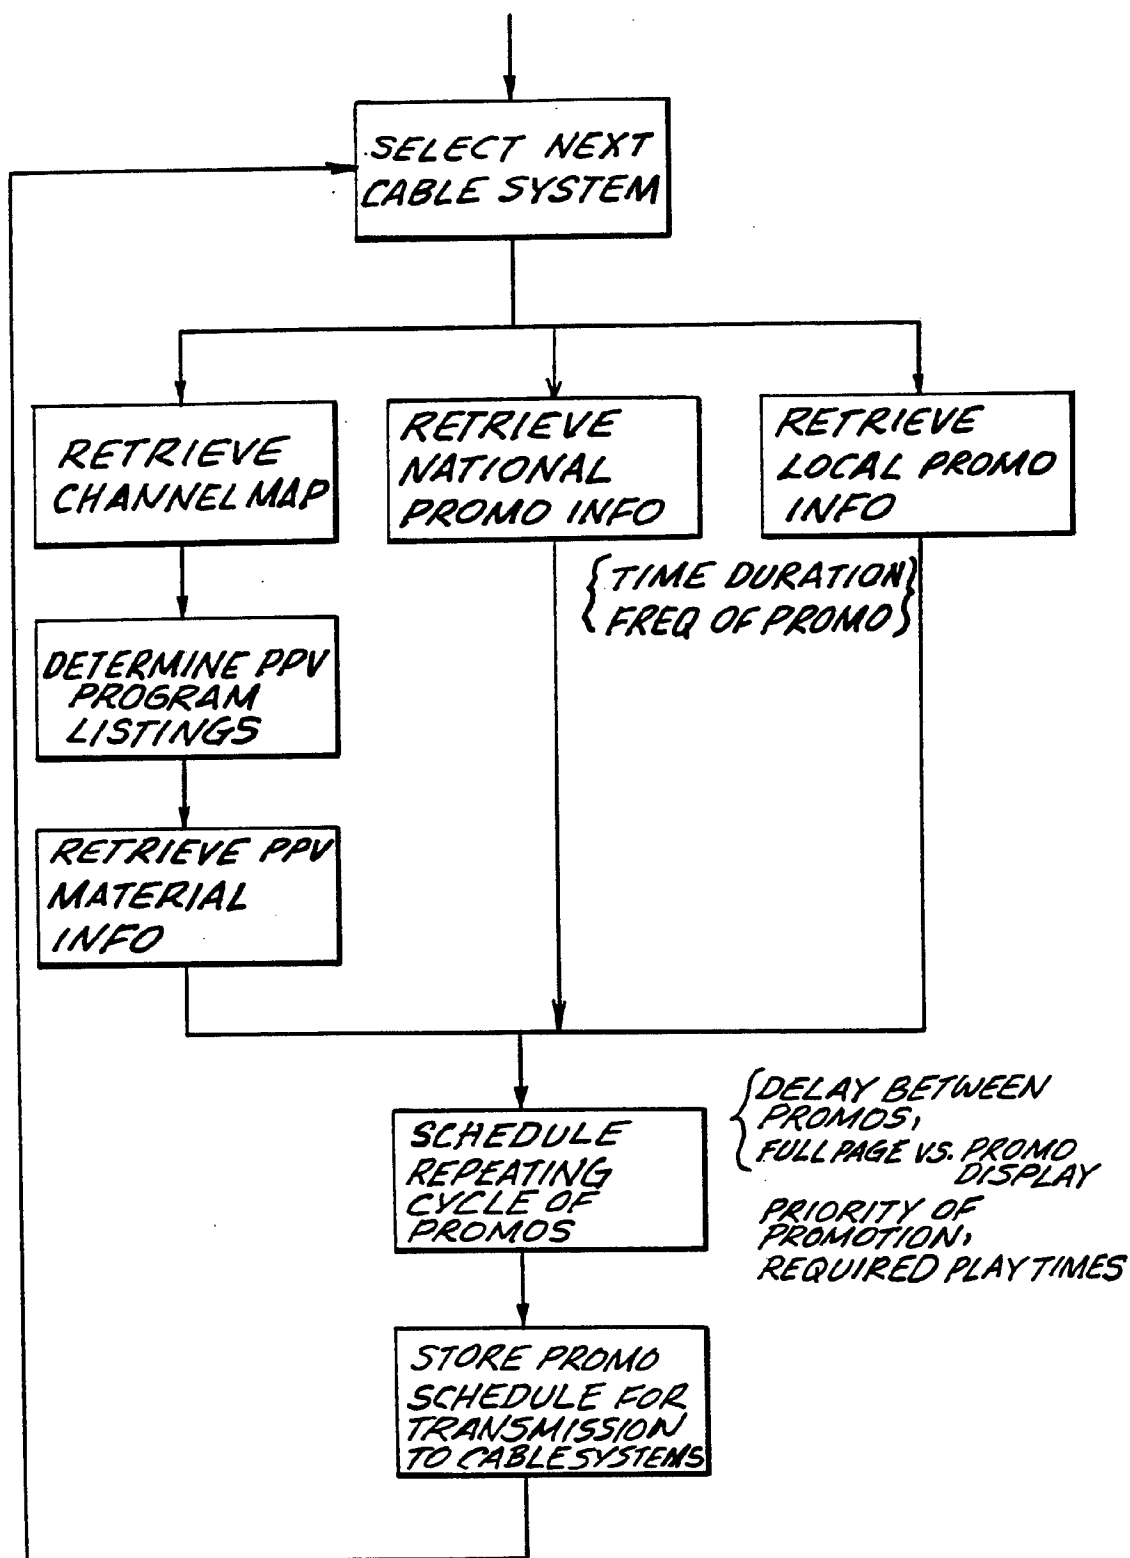 SELECT NEXT
CABLE SYSTEM
RETRIEVE
CHANNEL MAP
RETRIEVE
NATIONAL
PROMO INFO
RETRIEVE
LOCAL PROMO
INFO
{TIME DURATION}
{FREQ OF PROMO}
DETERMINE PPV
PROGRAM
LISTINGS
RETRIEVE PPV
MATERIAL
INFO
SCHEDULE
REPEATING
CYCLE OF
PROMOS
{DELAY BETWEEN
PROMOS,
FULL PAGE VS. PROMO
DISPLAY
PRIORITY OF
PROMOTION,
REQUIRED PLAY TIMES
STORE PROMO
SCHEDULE FOR
TRANSMISSION
TO CABLE SYSTEMS